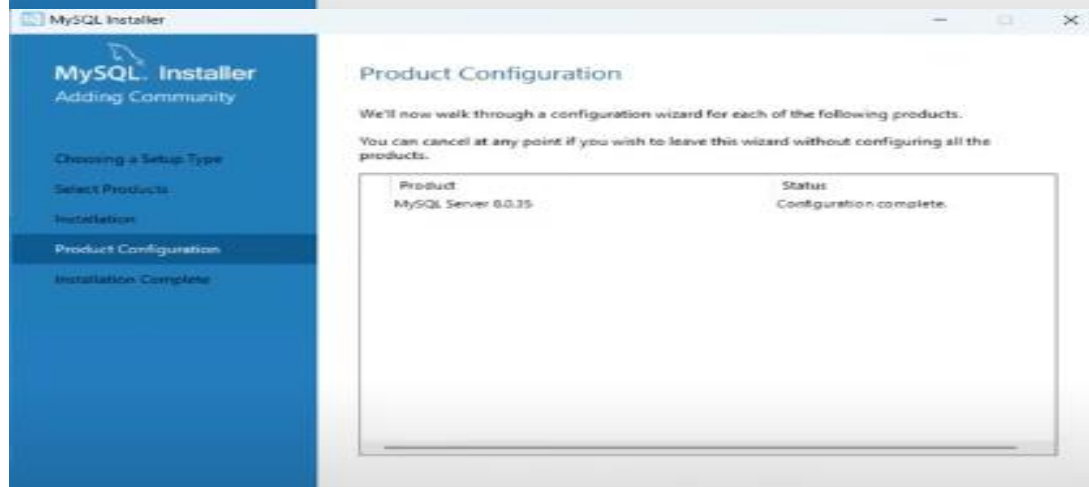 MySQL Installer
MySQL. Installer
Adding Community
Choosing a Setup Type
Select Products
Installation
Product Configuration
Installation Complete
Product Configuration
We'll now walk through a configuration wizard for each of the following products.
You can cancel at any point if you wish to leave this wizard without configuring all the
products.
Product Status
MySQL Server 8.0.35 Configuration complete.